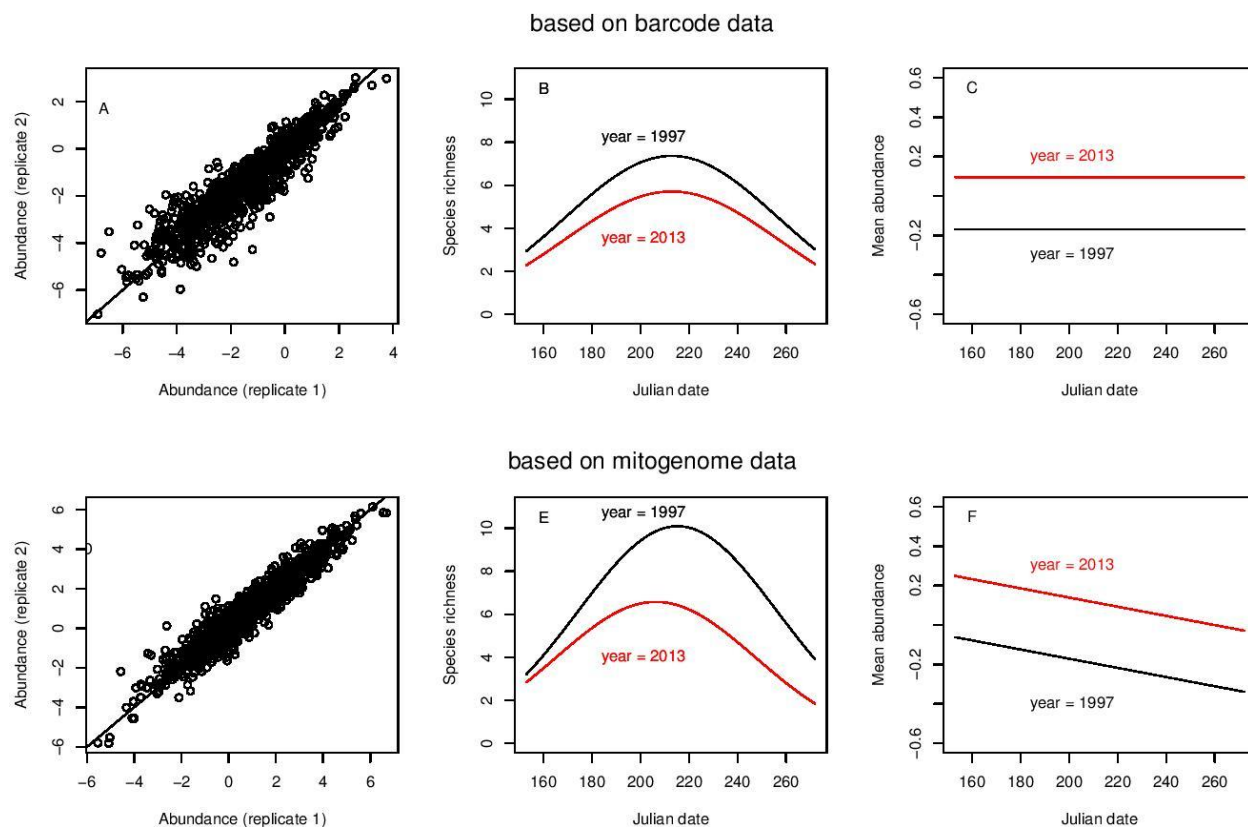 based on barcode data
A
Abundance (replicate 2)
2
0
−2
−4
−6
−6 −4 −2 0 2 4
Abundance (replicate 1)
B
year = 1997
year = 2013
Species richness
10
8
6
4
2
0
160 180 200 220 240 260
Julian date
C
year = 2013
year = 1997
Mean abundance
0.6
0.2
−0.2
−0.6
160 180 200 220 240 260
Julian date
based on mitogenome data
Abundance (replicate 2)
6
4
2
0
−2
−4
−6
−6 −4 −2 0 2 4 6
Abundance (replicate 1)
E
year = 1997
year = 2013
Species richness
10
8
6
4
2
0
160 180 200 220 240 260
Julian date
F
year = 2013
year = 1997
Mean abundance
0.6
0.2
−0.2
−0.6
160 180 200 220 240 260
Julian date